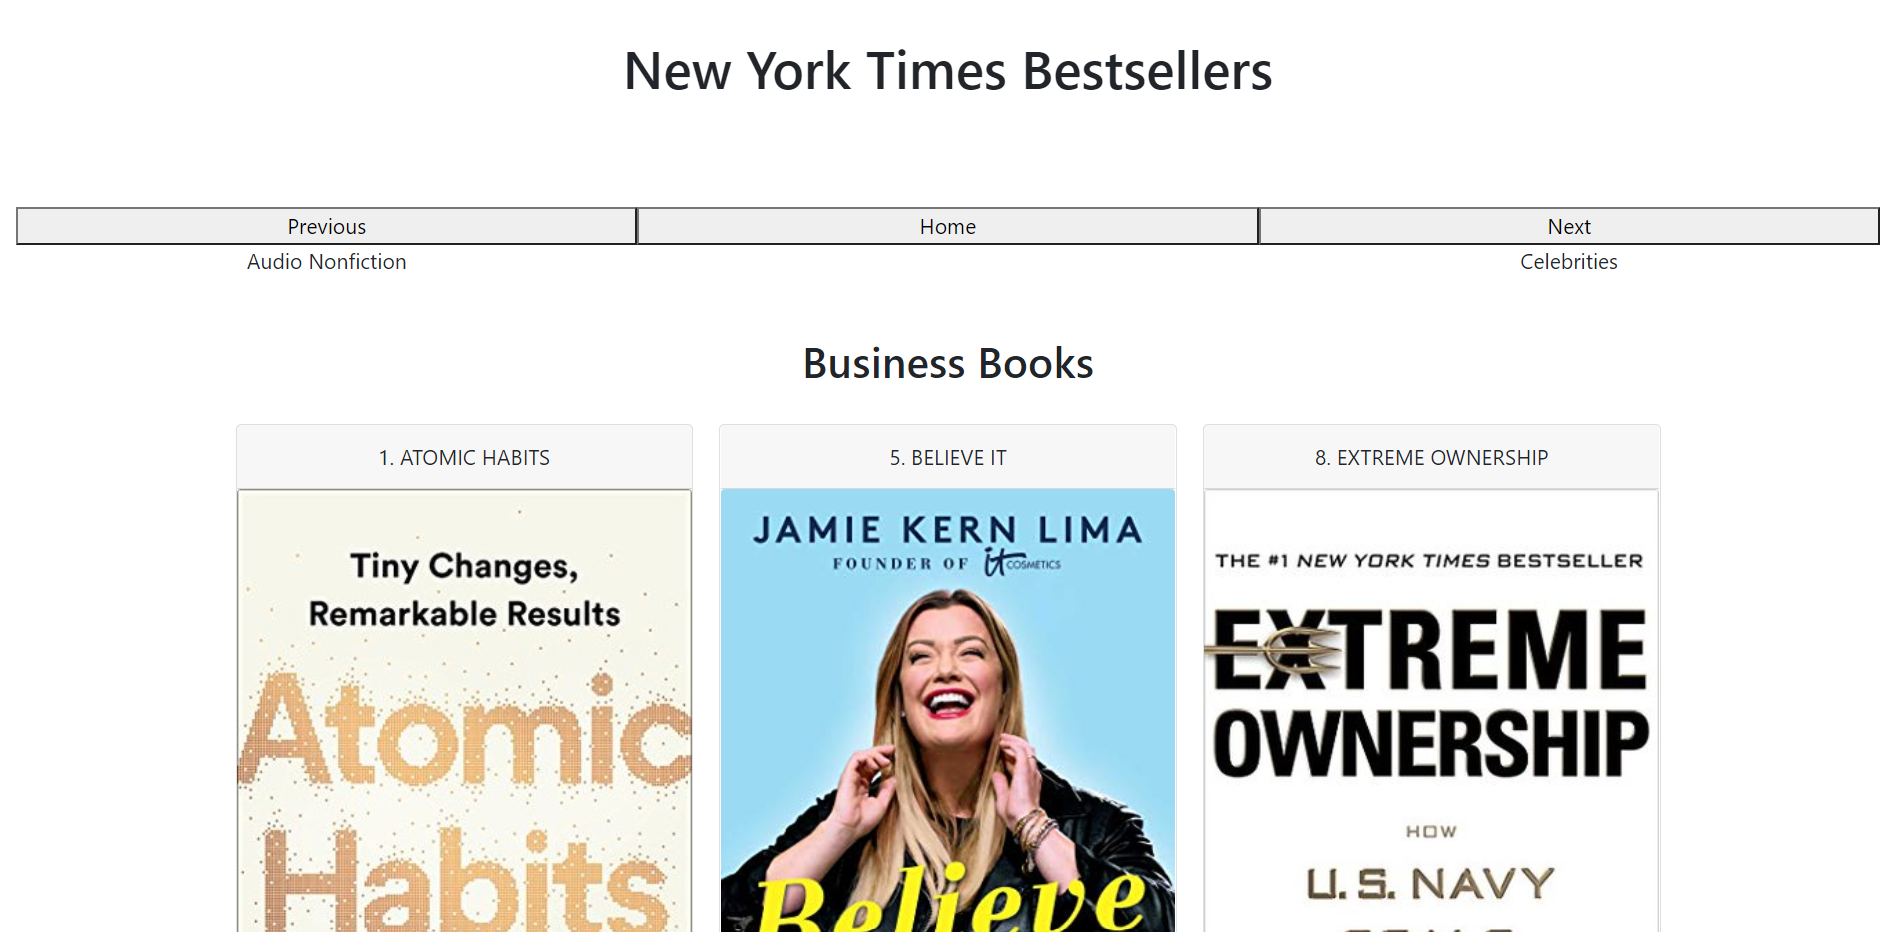 New York Times Bestsellers
Previous
Home
Next
Audio Nonfiction
Celebrities
Business Books
1. ATOMIC HABITS
Tiny Changes,
Remarkable Results
Atomic
Habits
5. BELIEVE IT
JAMIE KERN LIMA
FOUNDER OF it COSMETICS
Believe
8. EXTREME OWNERSHIP
THE #1 NEW YORK TIMES BESTSELLER
EXTREME
OWNERSHIP
HOW
U.S. NAVY